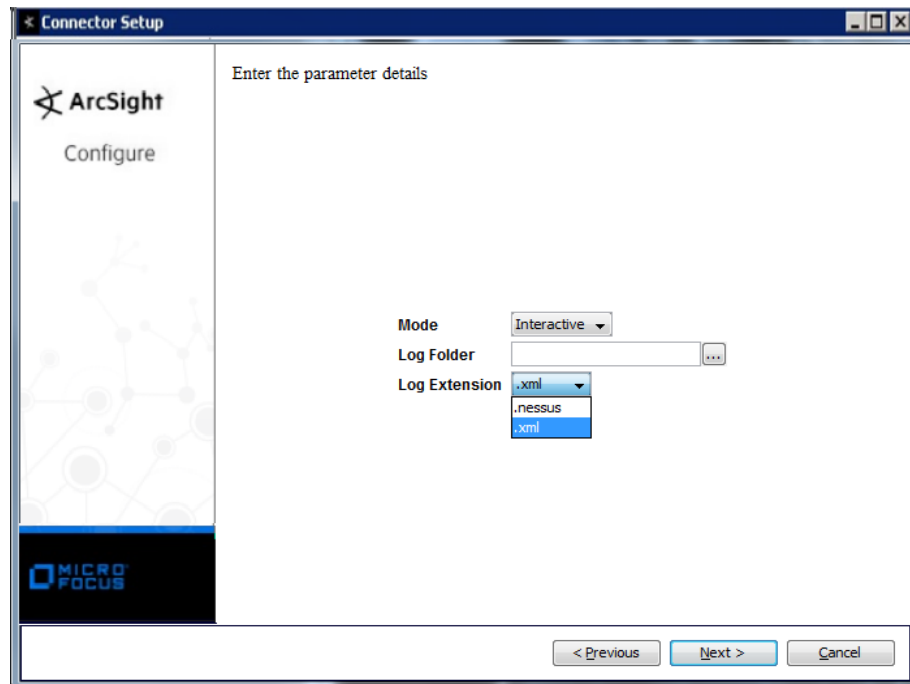 Connector Setup
Enter the parameter details
ArcSight
Configure
Mode Interactive
Log Folder ...
Log Extension .xml
.nessus
.xml
MICRO
FOCUS
< Previous Next > Cancel